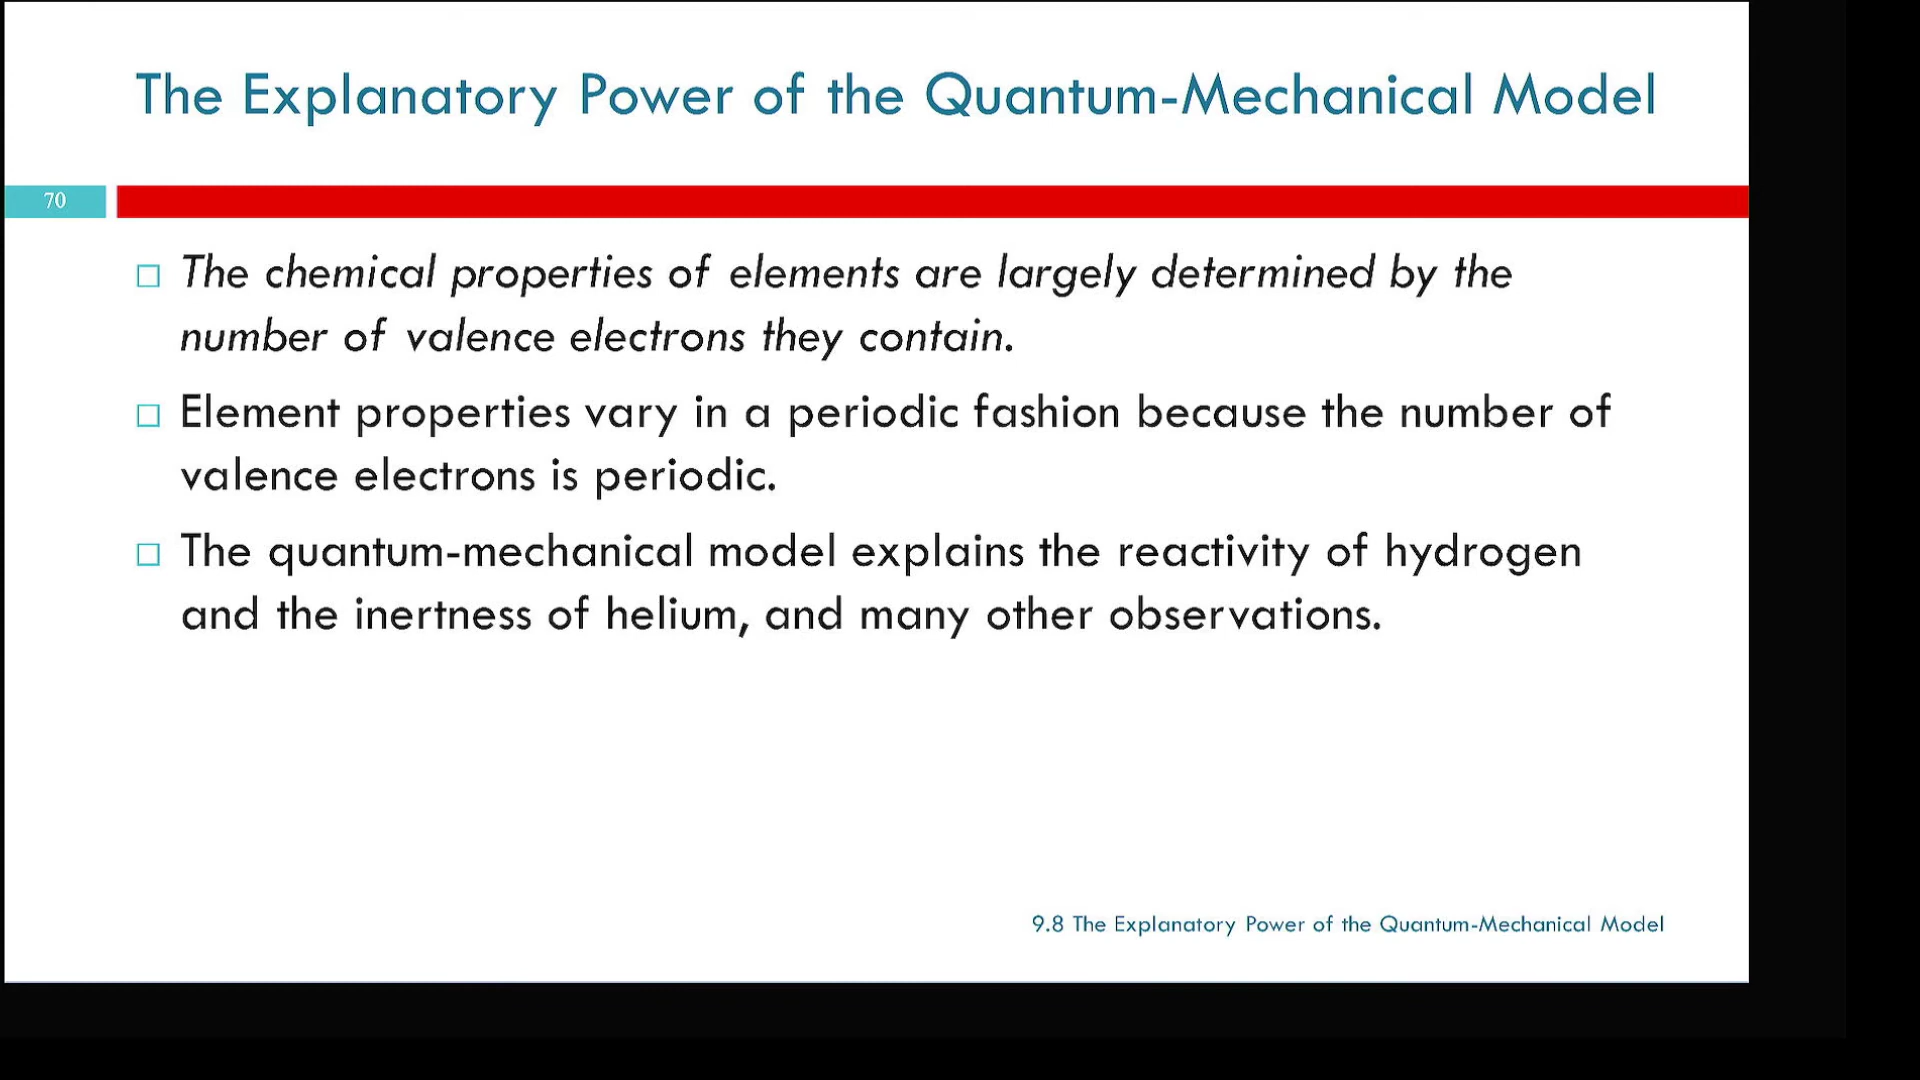 The Explanatory Power of the Quantum-Mechanical Model
70
The chemical properties of elements are largely determined by the
number of valence electrons they contain.
Element properties vary in a periodic fashion because the number of
valence electrons is periodic.
The quantum-mechanical model explains the reactivity of hydrogen
and the inertness of helium, and many other observations.
9.8 The Explanatory Power of the Quantum-Mechanical Model